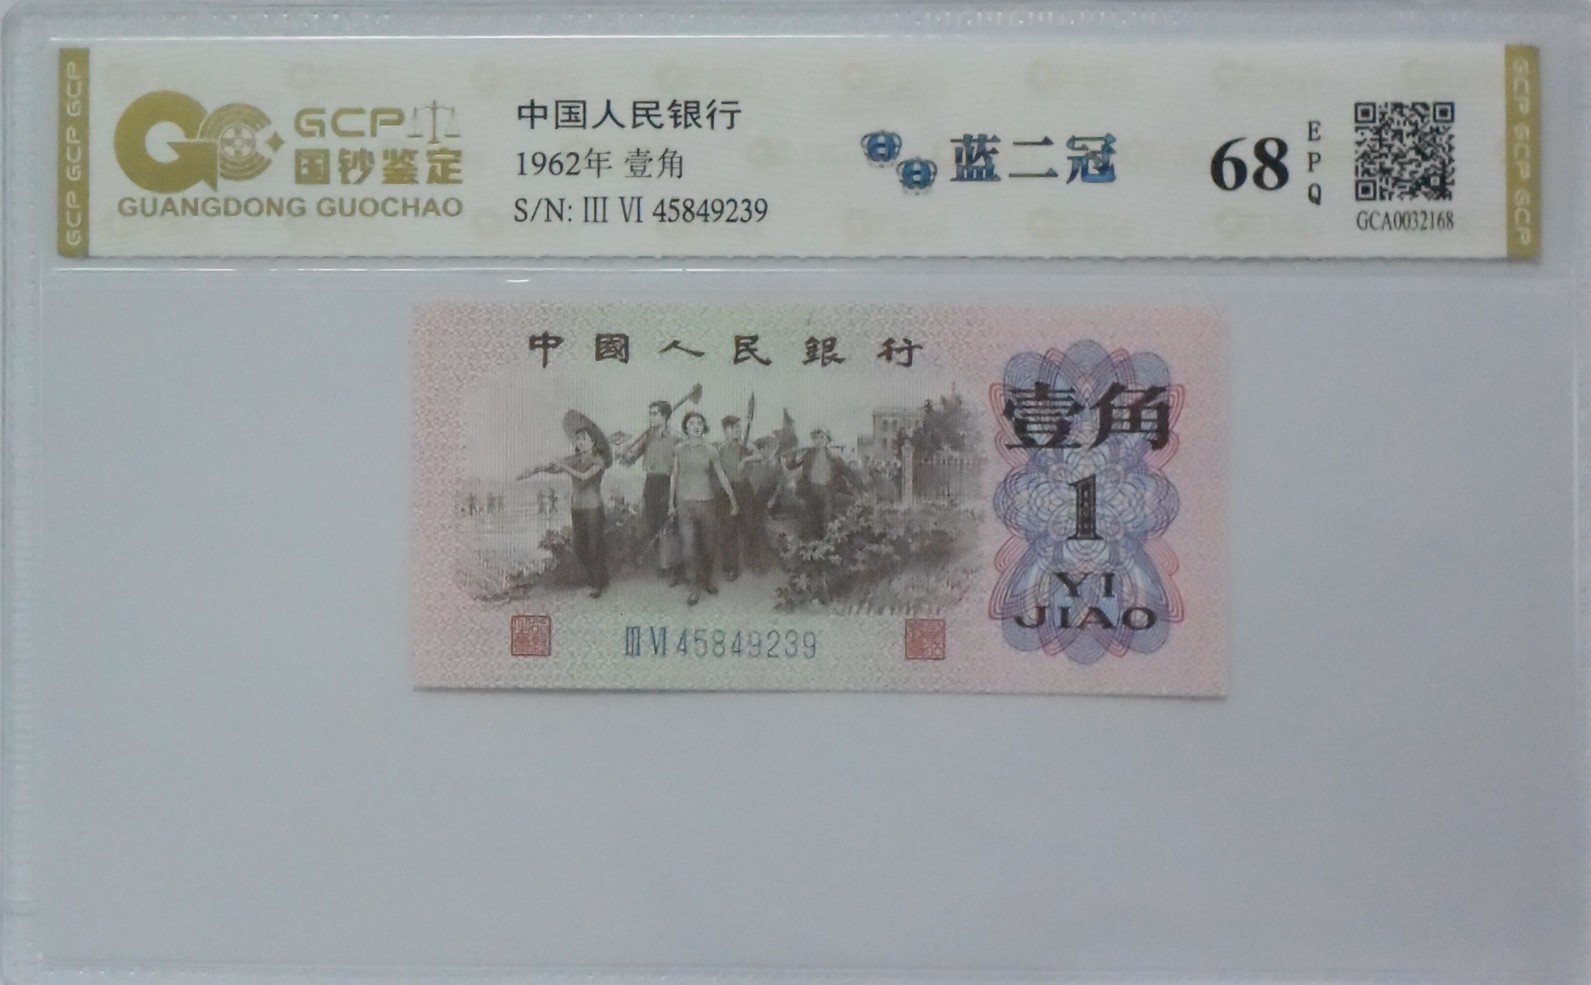 GCP GCP GCP
GCP
国钞鉴定
GUANGDONG GUOCHAO
中国人民银行
1962年 壹角
S/N: Ⅲ Ⅵ 45849239
蓝二冠
68
EPQ
GCA0032168
GCP GCP GCP
中國人民銀行
壹角
1
YI
JIAO
Ⅲ Ⅵ 45849239